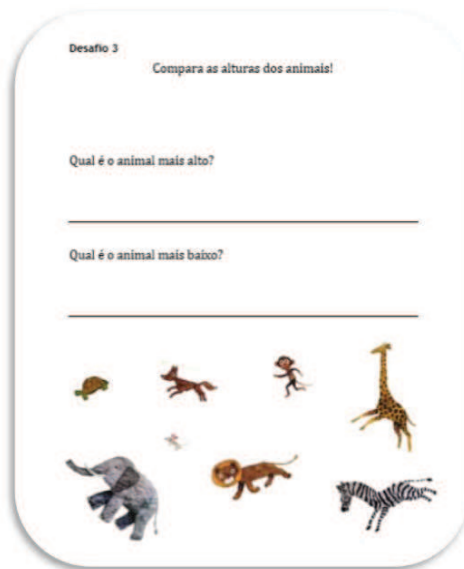 Desafio 3
Compara as alturas dos animais!
Qual é o animal mais alto?
Qual é o animal mais baixo?